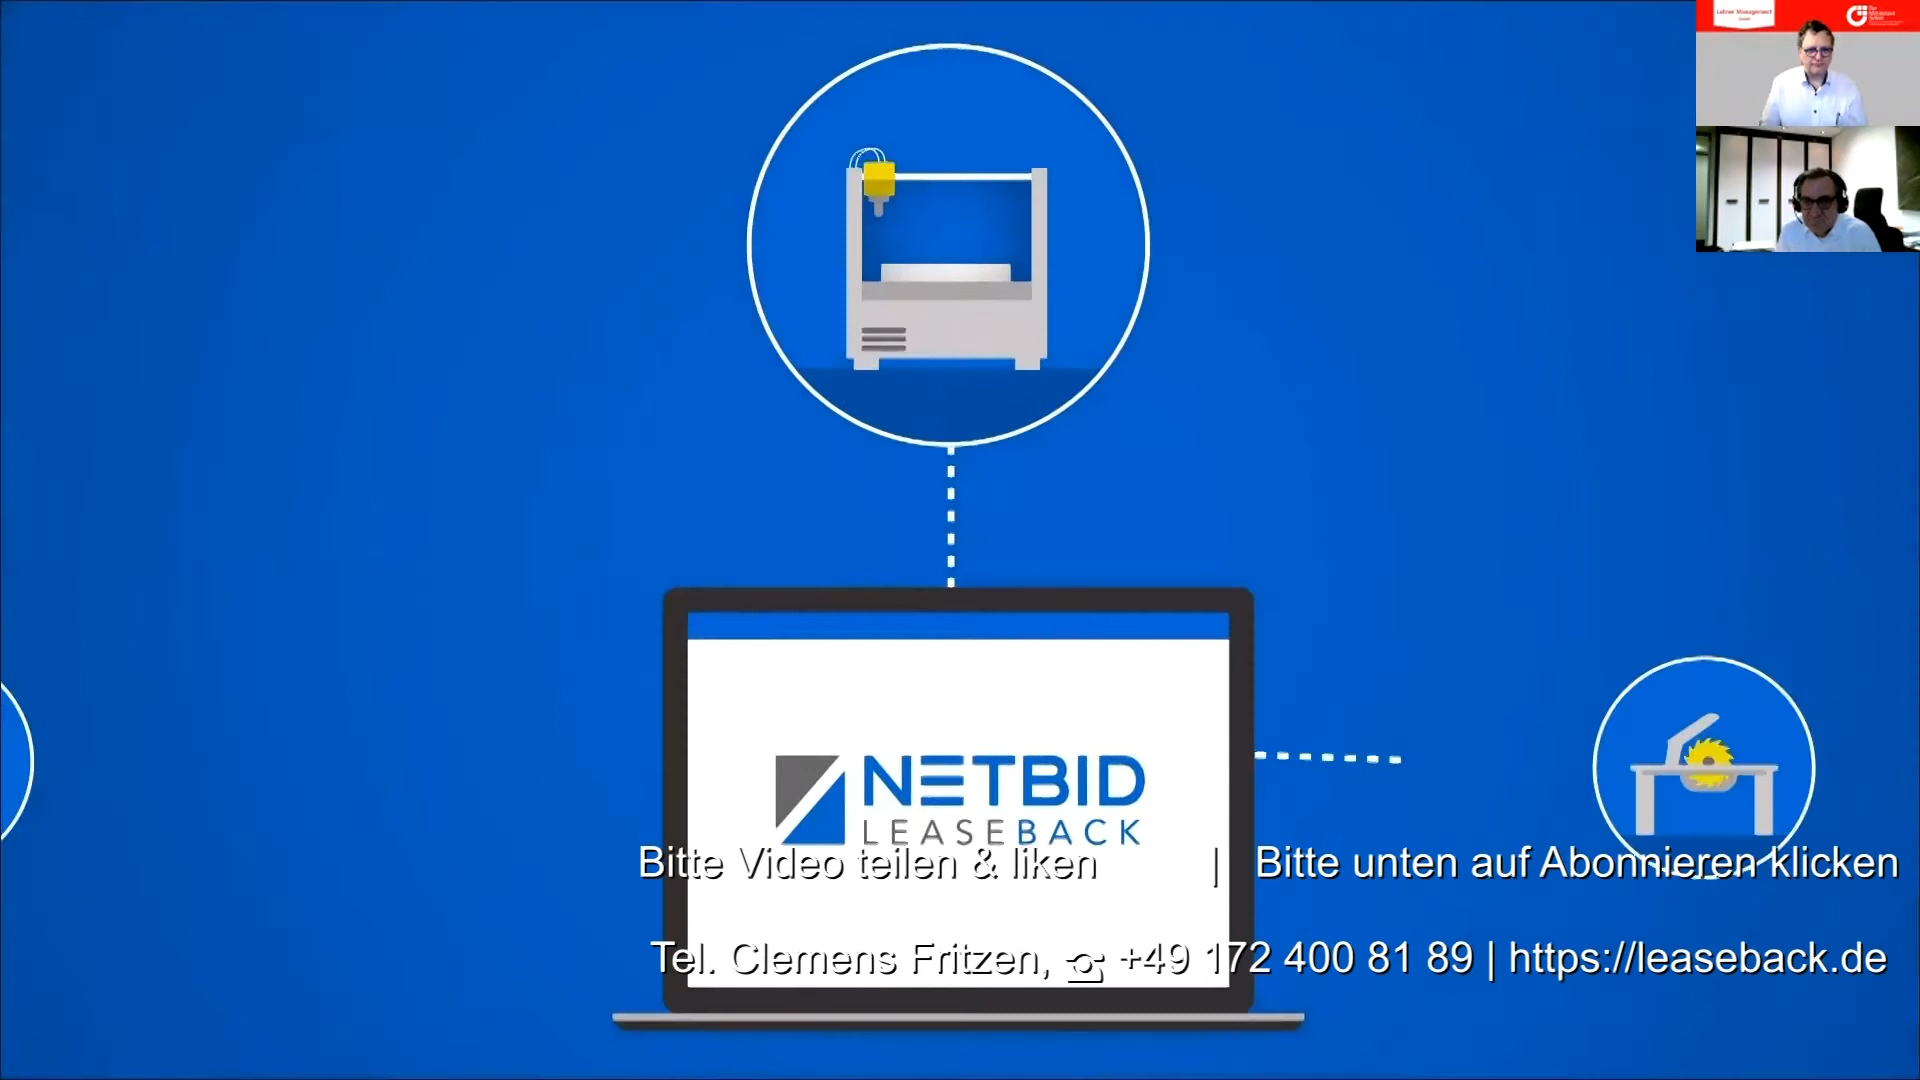 NETBID
LEASEBACK
Bitte Video teilen & liken | Bitte unten auf Abonnieren klicken
Tel. Clemens Fritzen, ☎ +49 172 400 81 89 | https://leaseback.de